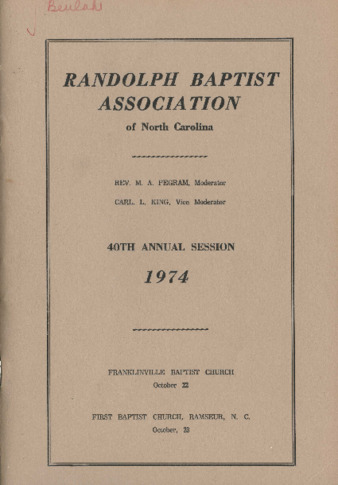 Beulah
RANDOLPH BAPTIST
ASSOCIATION
of North Carolina
REV. M. A. PEGRAM, Moderator
CARL L. KING, Vice Moderator
40TH ANNUAL SESSION
1974
FRANKLINVILLE BAPTIST CHURCH
October 22
FIRST BAPTIST CHURCH, RAMSEUR, N. C.
October, 23